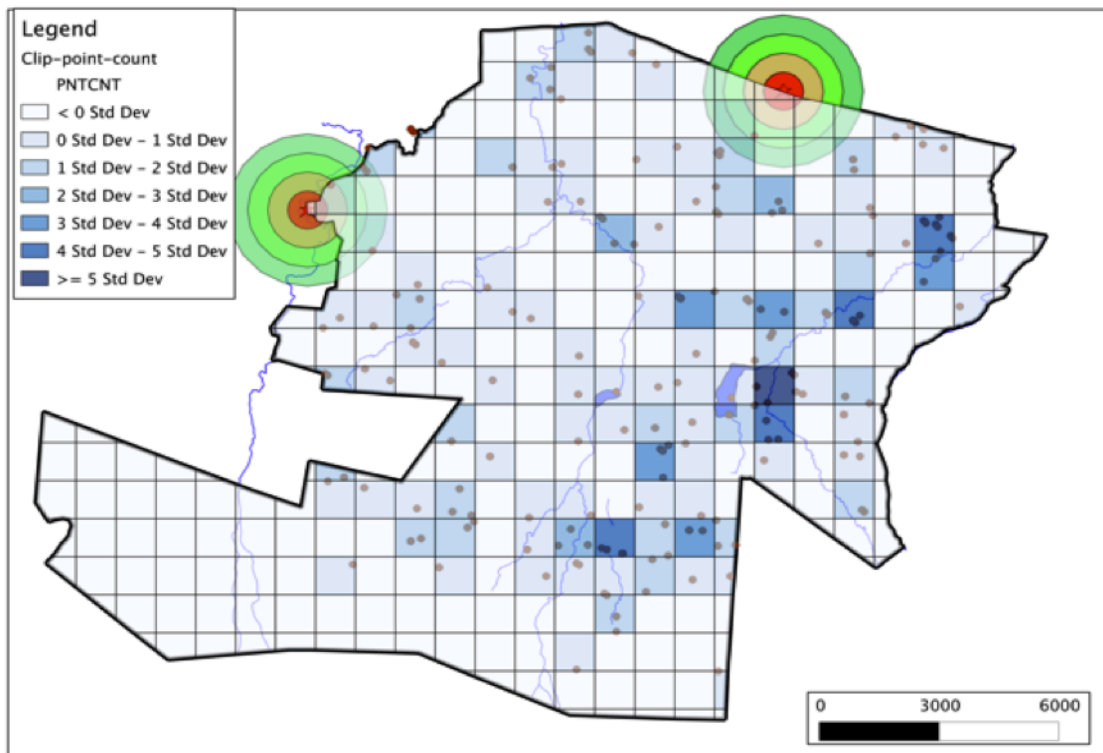 Legend
Clip-point-count
PNTCNT
< 0 Std Dev
0 Std Dev - 1 Std Dev
1 Std Dev - 2 Std Dev
2 Std Dev - 3 Std Dev
3 Std Dev - 4 Std Dev
4 Std Dev - 5 Std Dev
>= 5 Std Dev
0 3000 6000